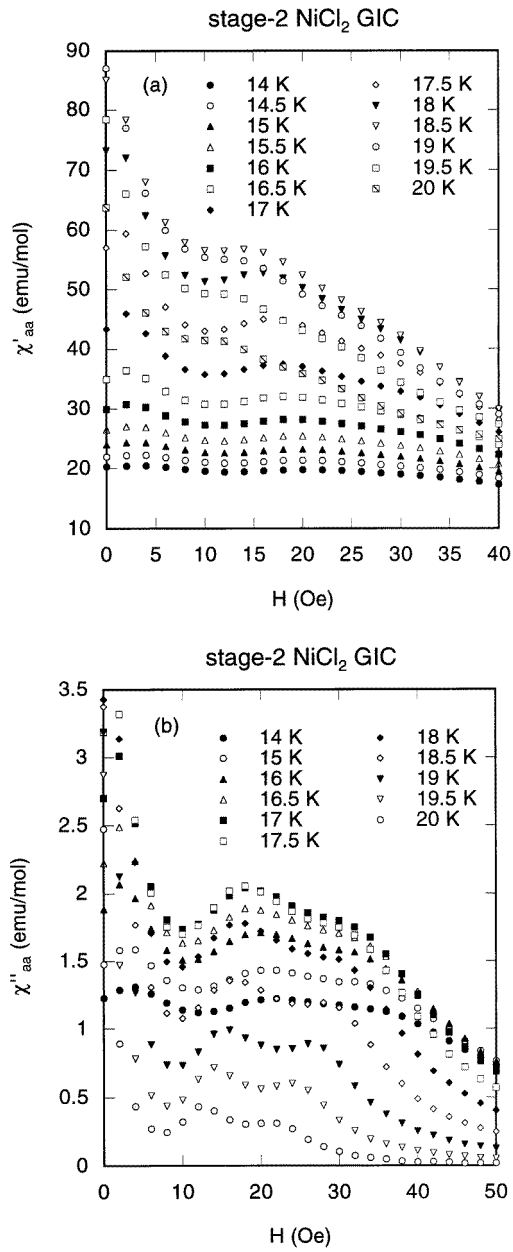 stage-2 NiCl₂ GIC
(a)
14 K
14.5 K
15 K
15.5 K
16 K
16.5 K
17 K
17.5 K
18 K
18.5 K
19 K
19.5 K
20 K
90
80
70
60
50
40
30
20
10
χ'aa (emu/mol)
0 5 10 15 20 25 30 35 40
H (Oe)
stage-2 NiCl₂ GIC
(b)
14 K
15 K
16 K
16.5 K
17 K
17.5 K
18 K
18.5 K
19 K
19.5 K
20 K
3.5
3
2.5
2
1.5
1
0.5
0
χ"aa (emu/mol)
0 10 20 30 40 50
H (Oe)